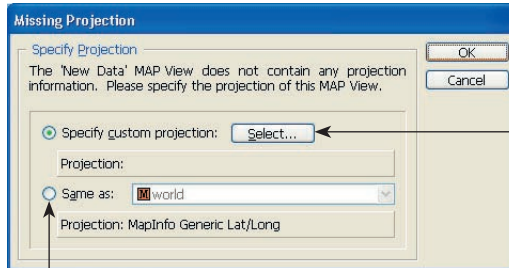 Missing Projection
Specify Projection
OK
The 'New Data' MAP View does not contain any projection
information. Please specify the projection of this MAP View.
Cancel
Specify custom projection:
Select...
Projection:
Same as:
M world
Projection: MapInfo Generic Lat/Long